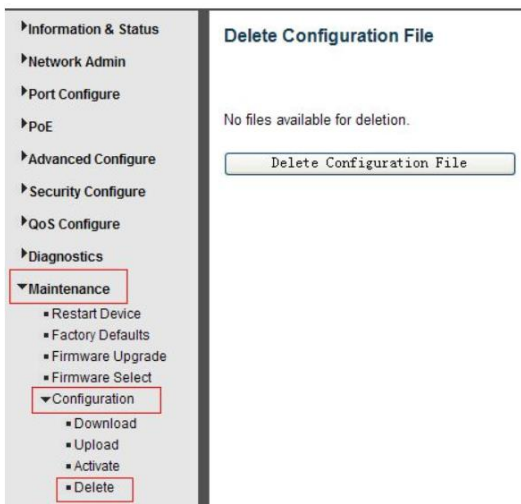 Information & Status
Network Admin
Port Configure
PoE
Advanced Configure
Security Configure
QoS Configure
Diagnostics
Maintenance
Restart Device
Factory Defaults
Firmware Upgrade
Firmware Select
Configuration
Download
Upload
Activate
Delete
Delete Configuration File
No files available for deletion.
Delete Configuration File